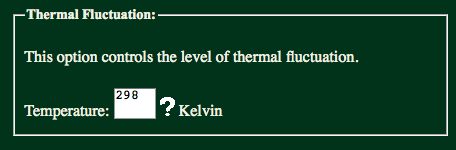 Thermal Fluctuation:
This option controls the level of thermal fluctuation.
Temperature: 298 ? Kelvin